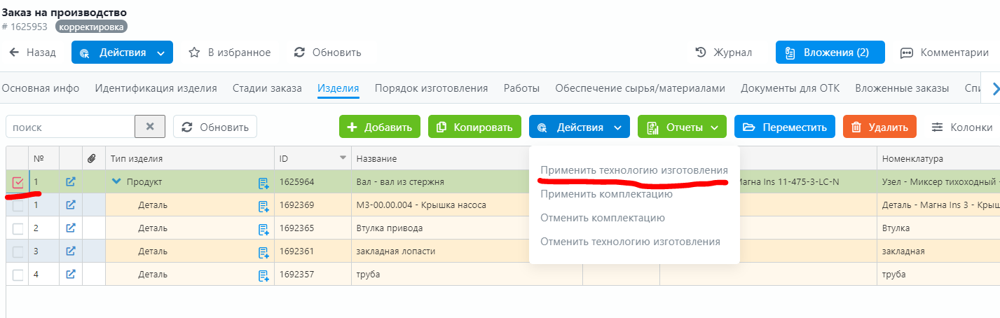 Заказ на производство
# 1625953 корректировка
Назад Действия В избранное Обновить Журнал Вложения (2) Комментарии
Основная инфо Идентификация изделия Стадии заказа Изделия Порядок изготовления Работы Обеспечение сырья/материалами Документы для ОТК Вложенные заказы
поиск Обновить Добавить Копировать Действия Отчеты Переместить Удалить Колонки
№ Тип изделия ID Название Номенклатура
Применить технологию изготовления
1 Продукт 1625964 Вал - вал из стержня Магна Ins 11-475-3-LC-N Узел - Миксер тихоходный -
Применить комплектацию
1 Деталь 1692369 М3-00.00.004 - Крышка насоса Деталь - Магна Ins 3 - Крыш
Отменить комплектацию
2 Деталь 1692365 Втулка привода Втулка
Отменить технологию изготовления
3 Деталь 1692361 закладная лопасти закладная
4 Деталь 1692357 труба труба